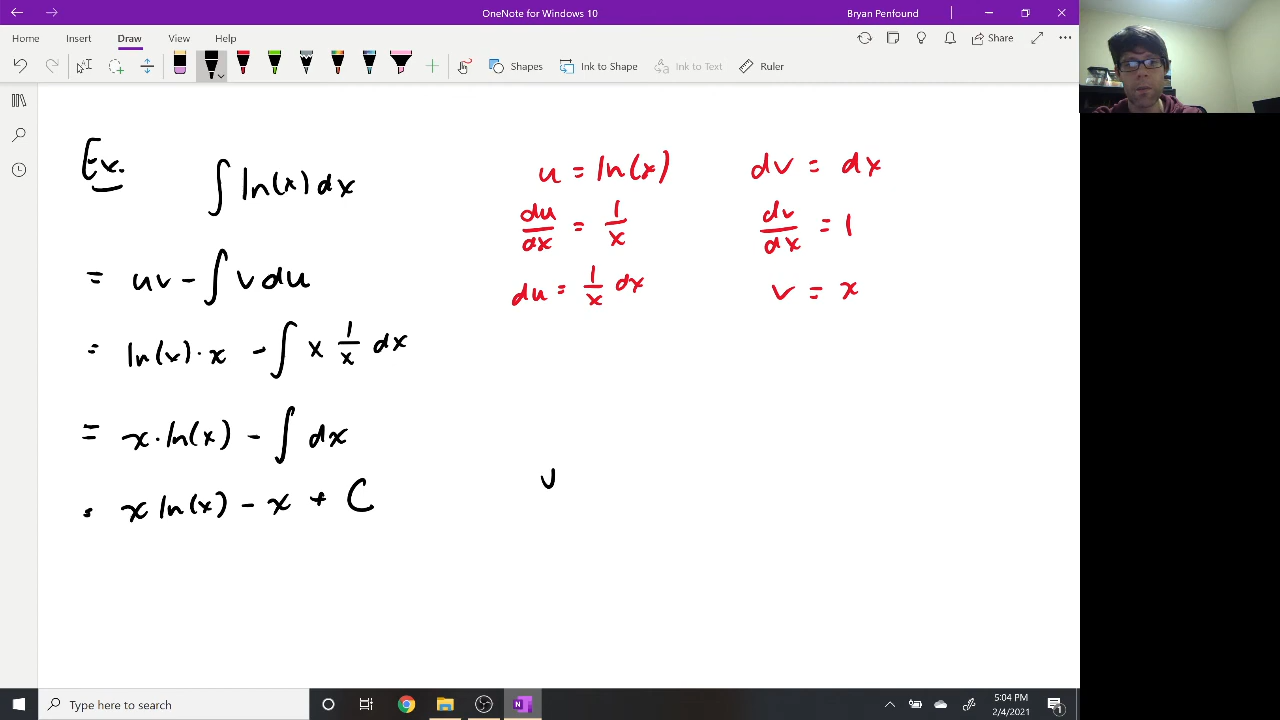 OneNote for Windows 10
Bryan Penfound
Home Insert Draw View Help
Share
Shapes Ink to Shape Ink to Text Ruler
Ex. ∫ ln(x) dx
= uv - ∫ v du
= ln(x) · x - ∫ x 1/x dx
= x · ln(x) - ∫ dx
= x ln(x) - x + C
u = ln(x)
du/dx = 1/x
du = 1/x dx
dv = dx
dv/dx = 1
v = x
Type here to search
5:04 PM
2/4/2021
1